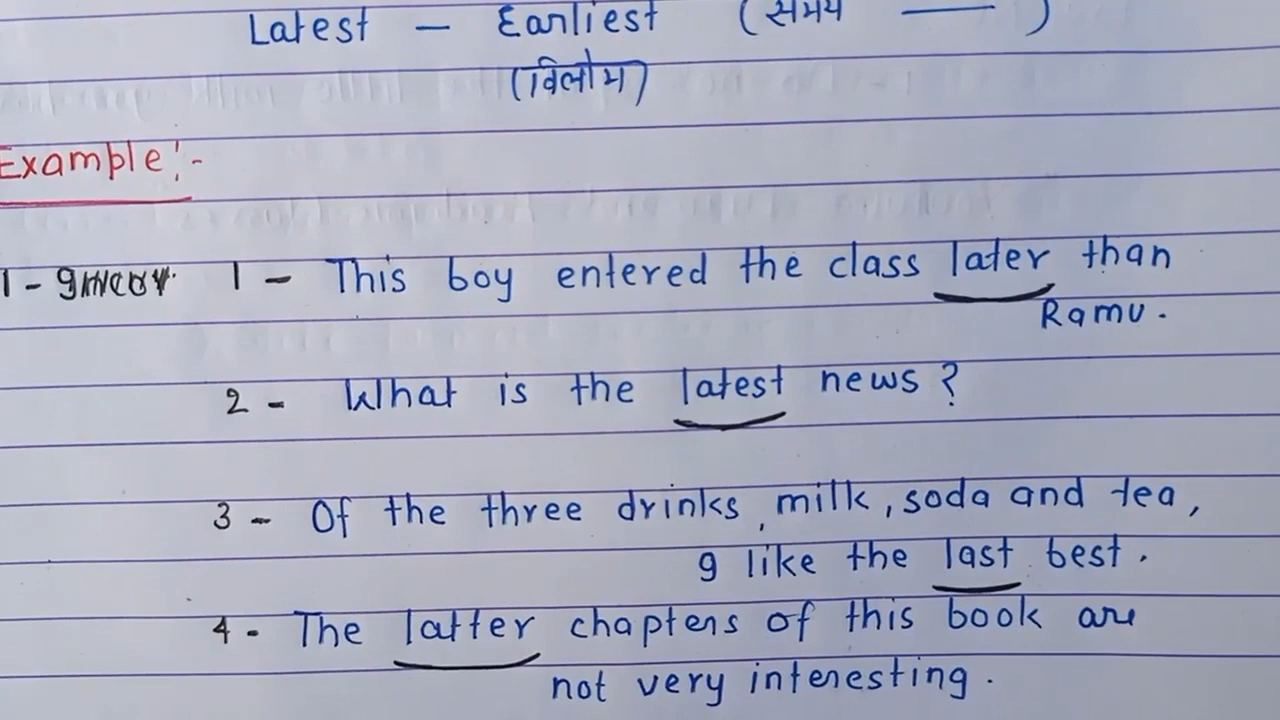 Latest – Earliest (समय —— )
(विलोम)
Example:-
1 - This boy entered the class later than
Ramu.
2 - What is the latest news?
3 - Of the three drinks, milk, soda and tea,
I like the last best.
4 - The latter chapters of this book are
not very interesting.